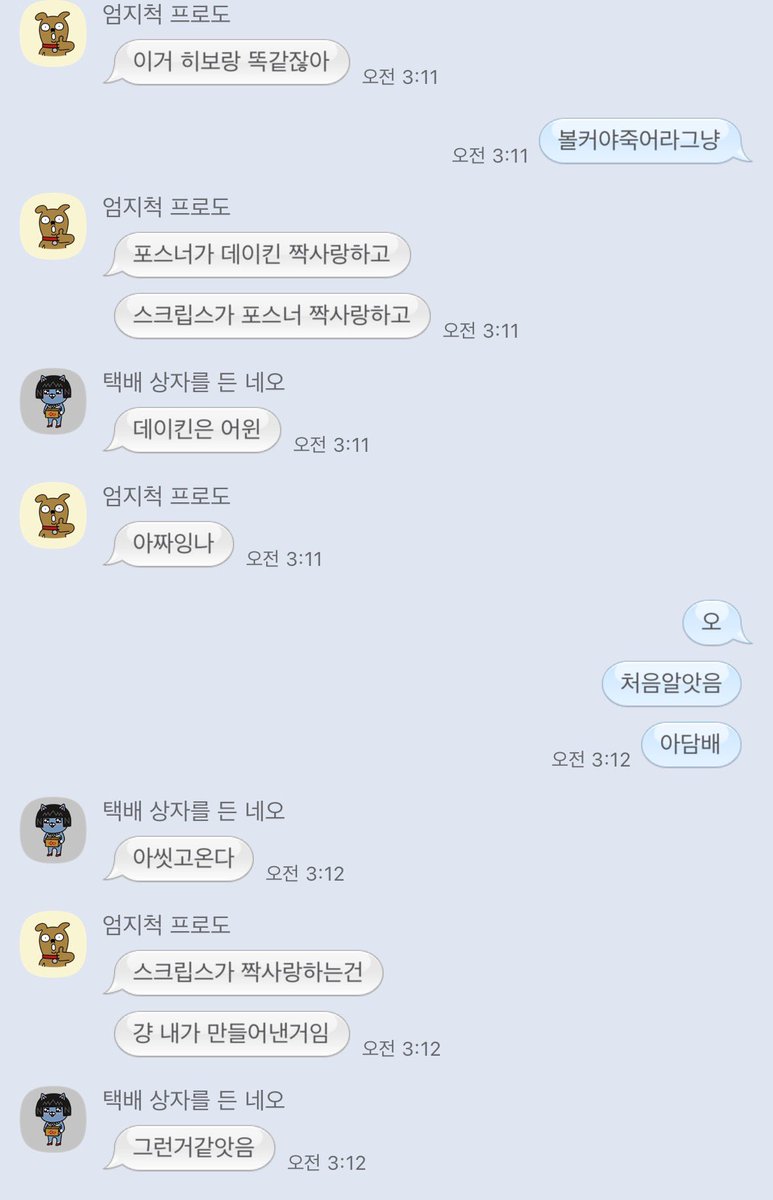 엄지척 프로도
이거 히보랑 똑같잖아
오전 3:11
볼커야죽어라그냥
오전 3:11
엄지척 프로도
포스너가 데이킨 짝사랑하고
스크립스가 포스너 짝사랑하고
오전 3:11
택배 상자를 든 네오
데이킨은 어윈
오전 3:11
엄지척 프로도
아짜잉나
오전 3:11
오
처음알앗음
아담배
오전 3:12
택배 상자를 든 네오
아씻고온다
오전 3:12
엄지척 프로도
스크립스가 짝사랑하는건
걍 내가 만들어낸거임
오전 3:12
택배 상자를 든 네오
그런거같앗음
오전 3:12